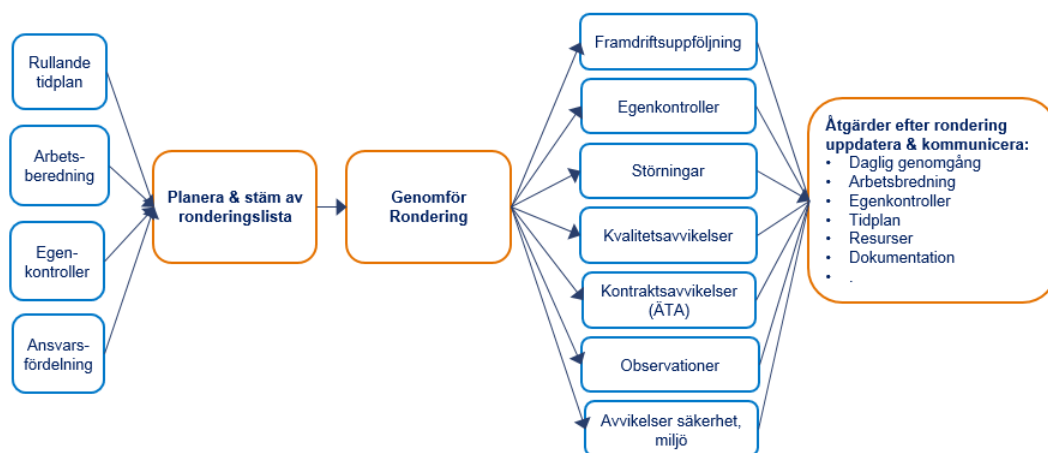 Rullande
tidplan
Arbets-
beredning
Egen-
kontroller
Ansvars-
fördelning
Planera & stäm av
ronderingslista
Genomför
Rondering
Framdriftsuppföljning
Egenkontroller
Störningar
Kvalitetsavvikelser
Kontraktsavvikelser
(ÄTA)
Observationer
Avvikelser säkerhet,
miljö
Åtgärder efter rondering
uppdatera & kommunicera:
• Daglig genomgång
• Arbetsbredning
• Egenkontroller
• Tidplan
• Resurser
• Dokumentation
• .